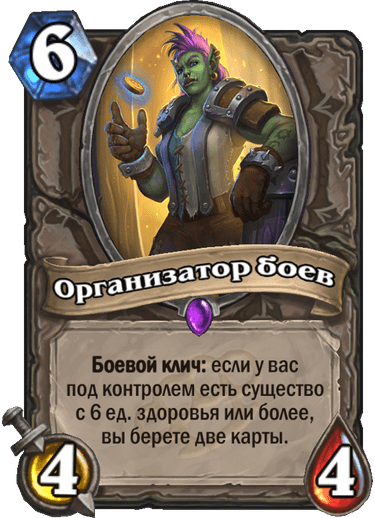 6
Организатор боев
Боевой клич: если у вас
под контролем есть существо
с 6 ед. здоровья или более,
вы берете две карты.
4
4